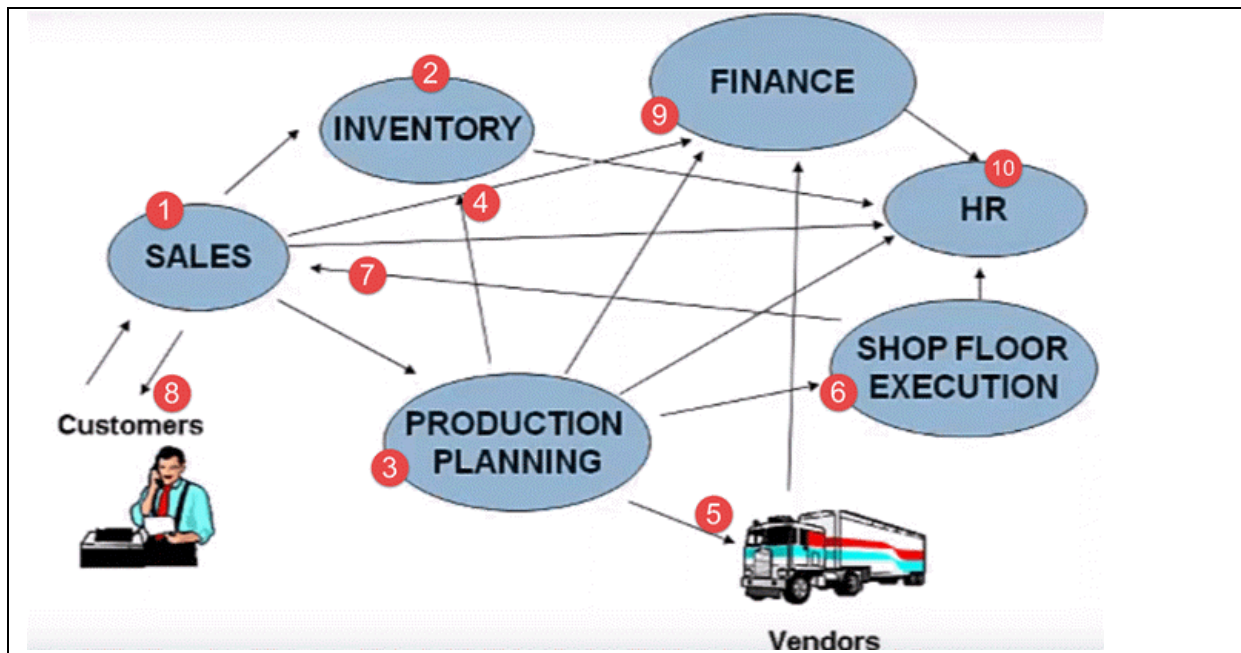 FINANCE
2
9
INVENTORY
10
HR
4
1
SALES
7
SHOP FLOOR
EXECUTION
6
8
Customers
PRODUCTION
PLANNING
3
5
Vendors